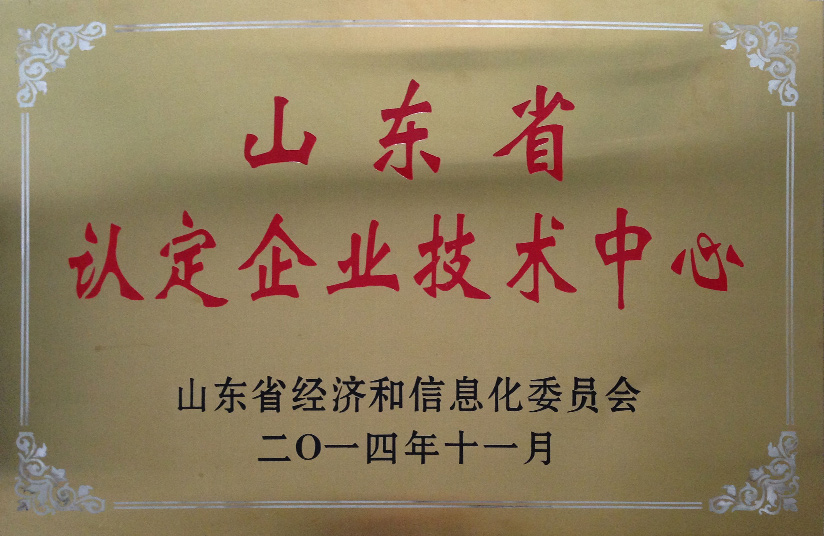 山东省
认定企业技术中心
山东省经济和信息化委员会
二〇一四年十一月